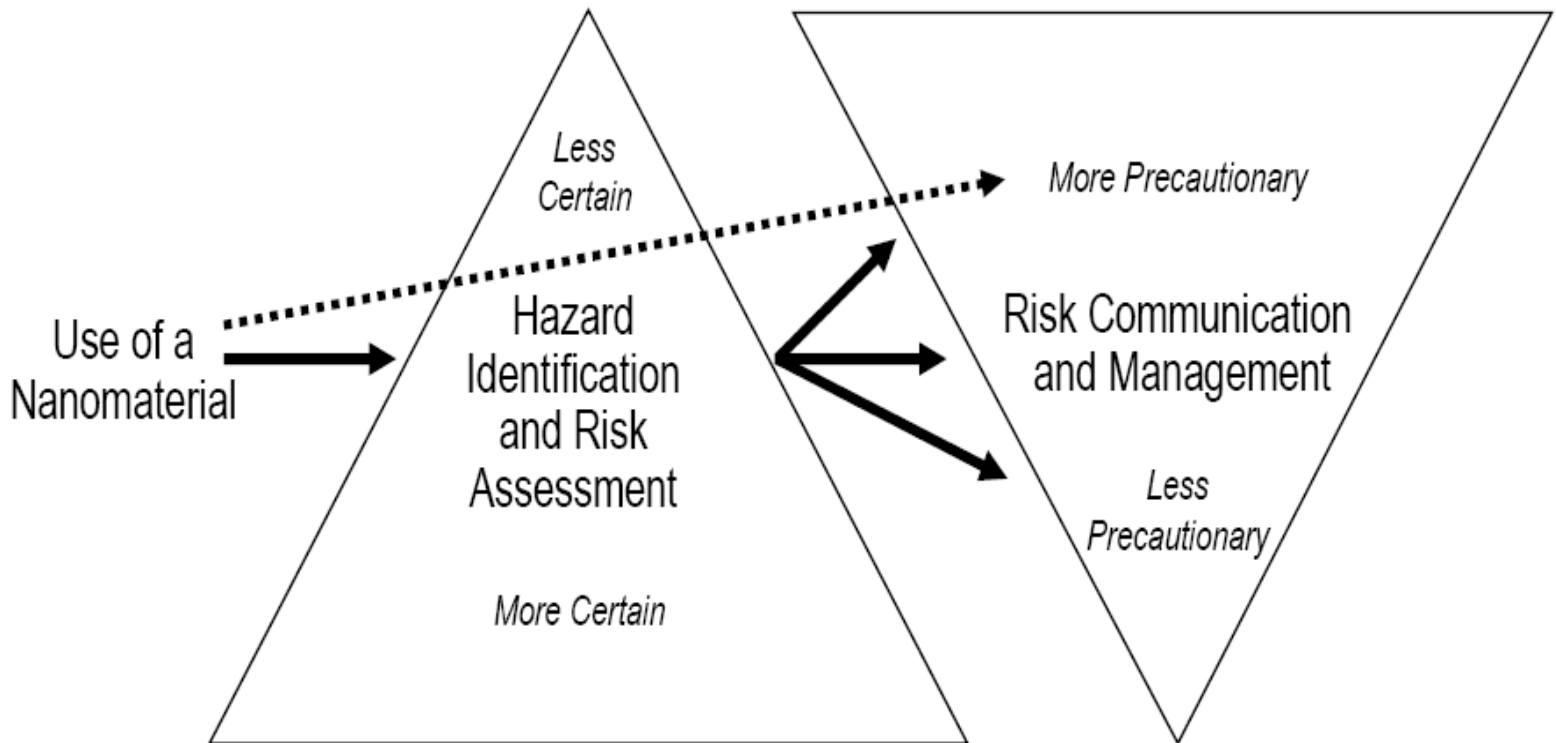 Use of a
Nanomaterial
Less
Certain
Hazard
Identification
and Risk
Assessment
More Certain
More Precautionary
Risk Communication
and Management
Less
Precautionary